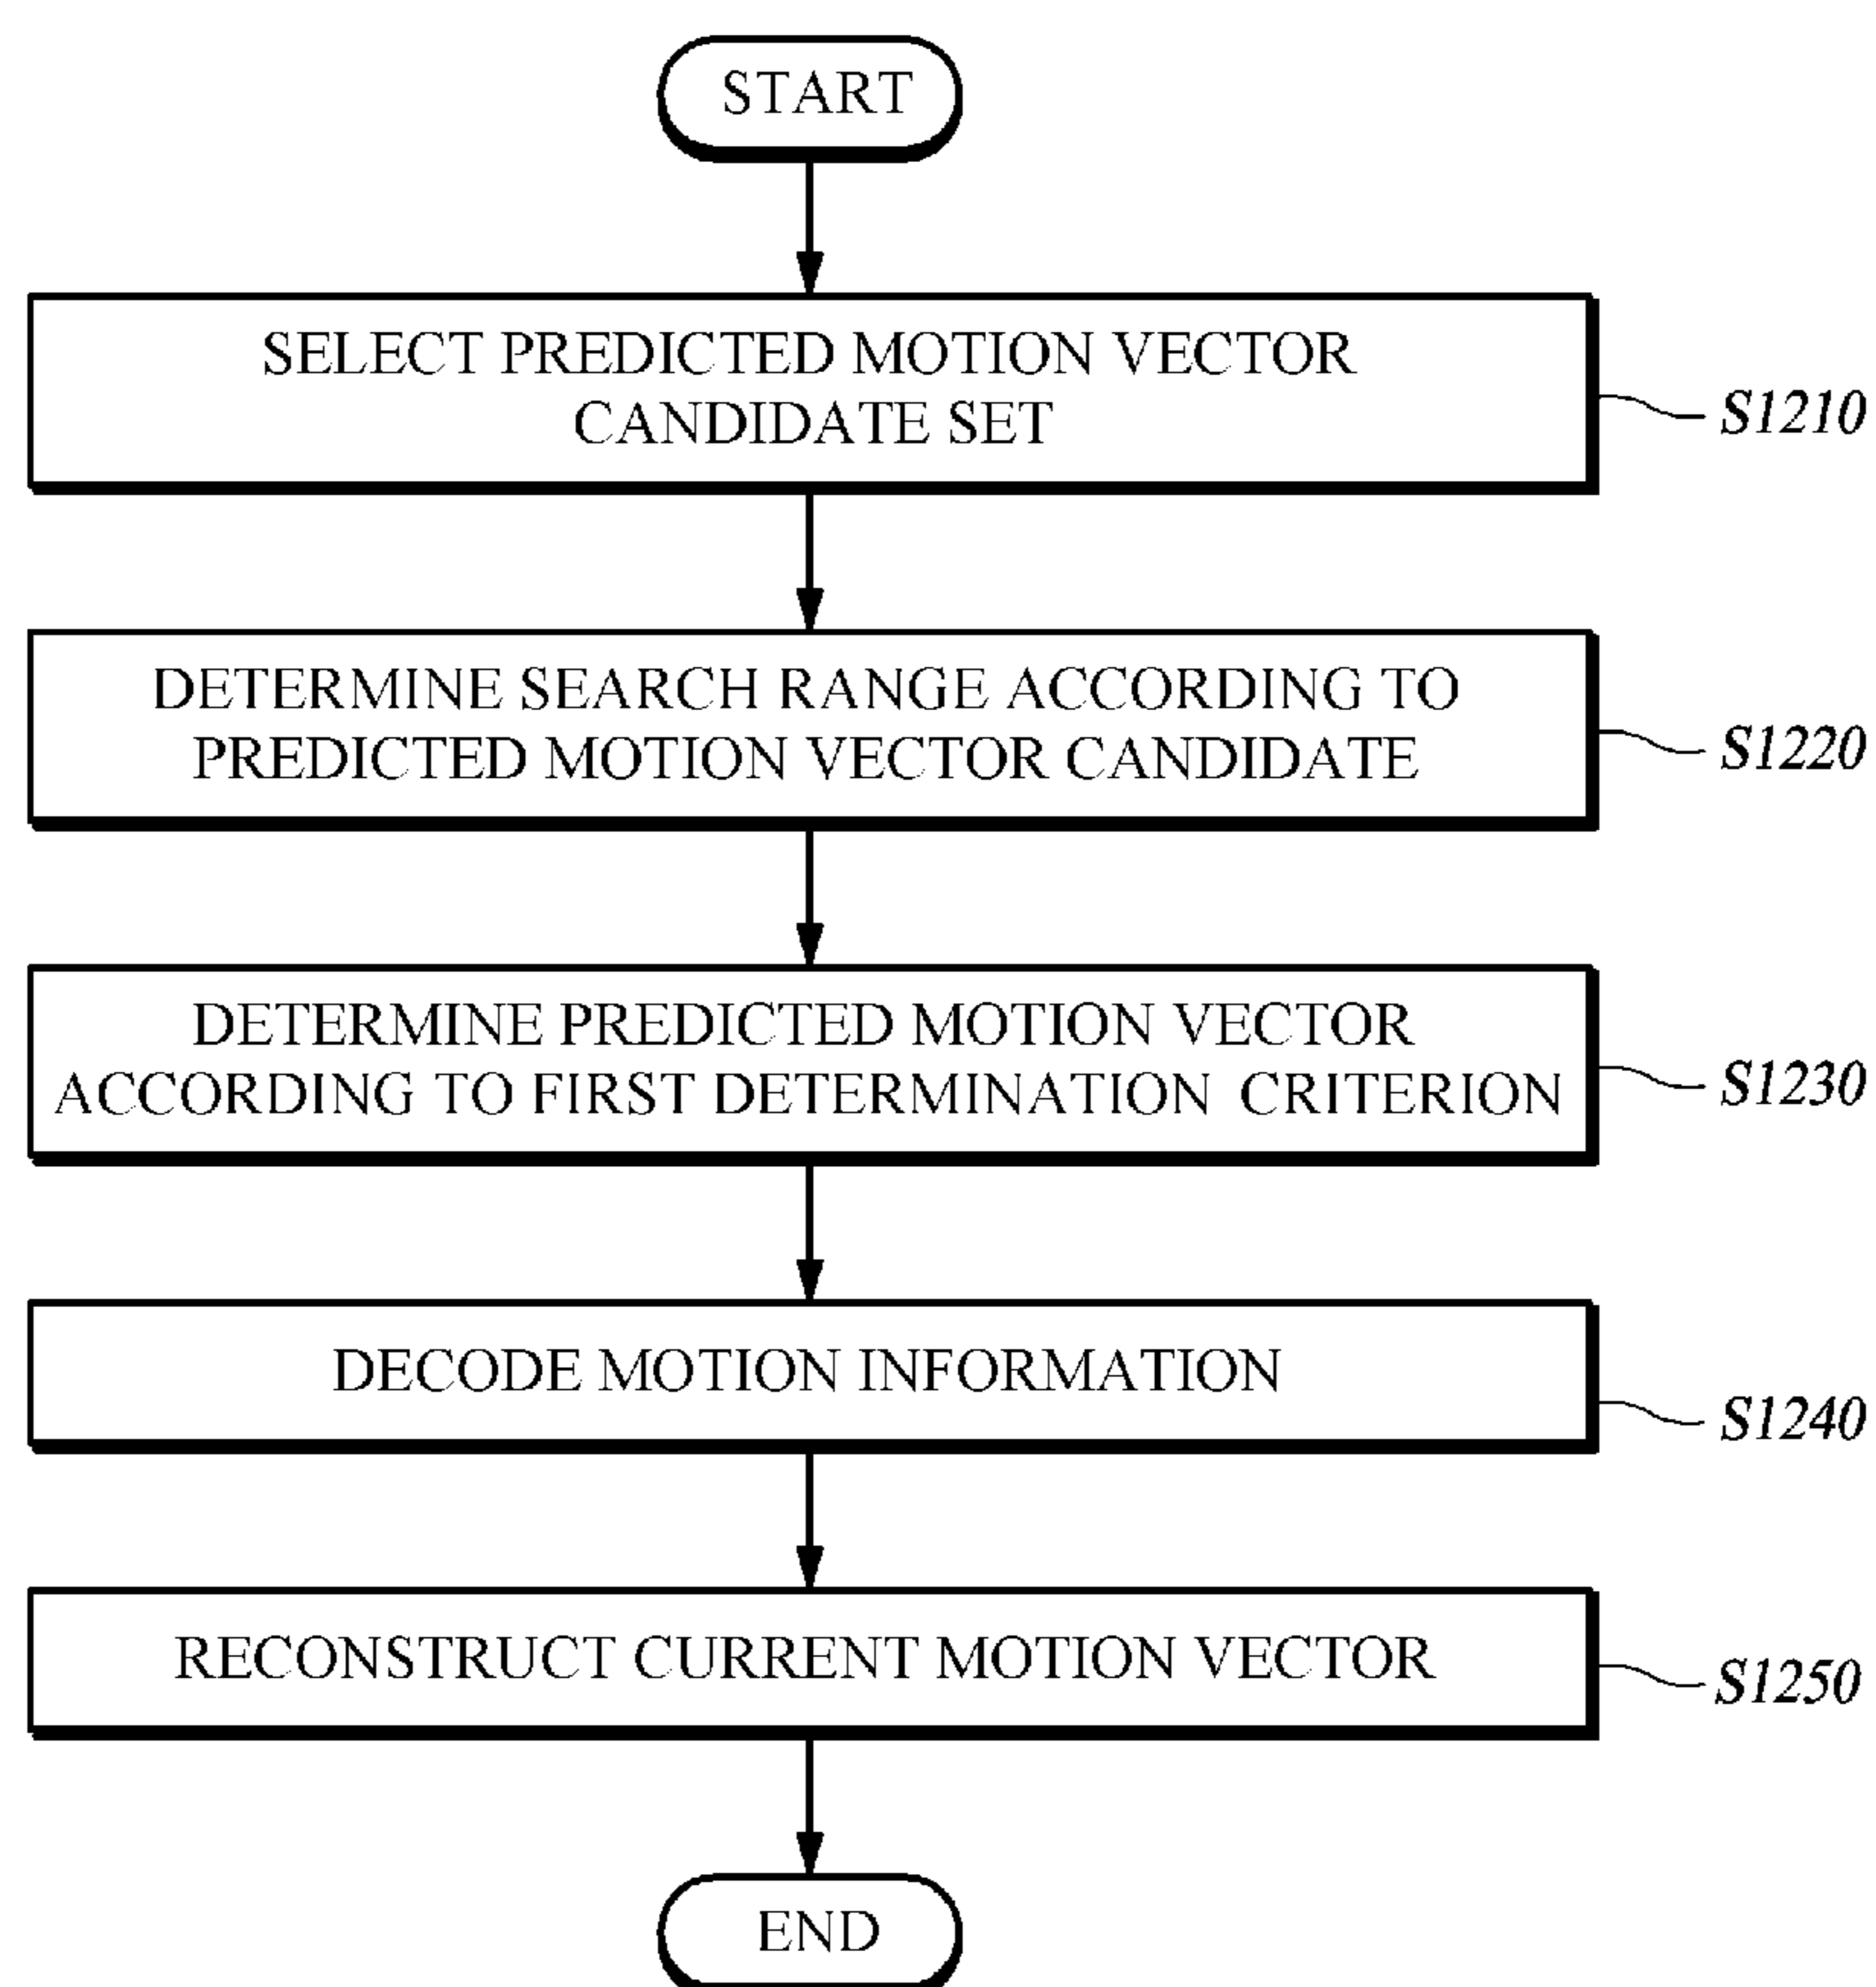 START
SELECT PREDICTED MOTION VECTOR
CANDIDATE SET
S1210
DETERMINE SEARCH RANGE ACCORDING TO
PREDICTED MOTION VECTOR CANDIDATE
S1220
DETERMINE PREDICTED MOTION VECTOR
ACCORDING TO FIRST DETERMINATION CRITERION
S1230
DECODE MOTION INFORMATION
S1240
RECONSTRUCT CURRENT MOTION VECTOR
S1250
END